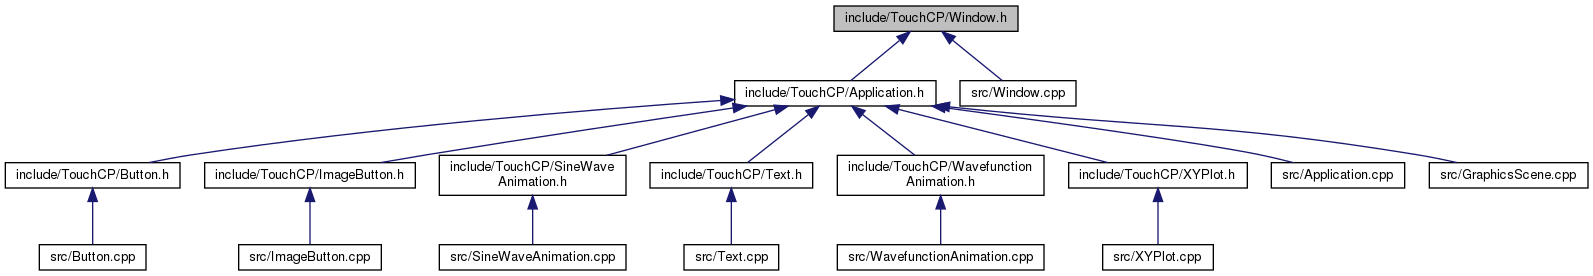 include/TouchCP/Window.h
include/TouchCP/Application.h
src/Window.cpp
include/TouchCP/Button.h
include/TouchCP/ImageButton.h
include/TouchCP/SineWave
Animation.h
include/TouchCP/Text.h
include/TouchCP/Wavefunction
Animation.h
include/TouchCP/XYPlot.h
src/Application.cpp
src/GraphicsScene.cpp
src/Button.cpp
src/ImageButton.cpp
src/SineWaveAnimation.cpp
src/Text.cpp
src/WavefunctionAnimation.cpp
src/XYPlot.cpp